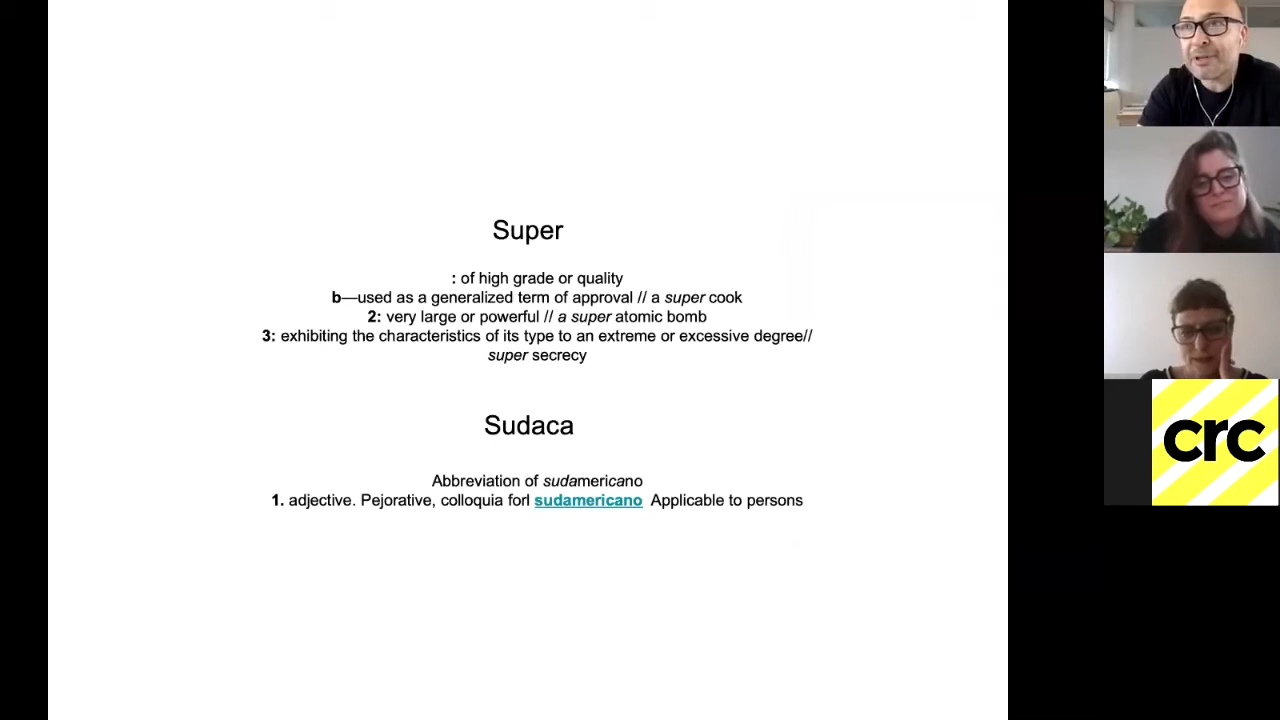 Super
: of high grade or quality
b—used as a generalized term of approval // a super cook
2: very large or powerful // a super atomic bomb
3: exhibiting the characteristics of its type to an extreme or excessive degree//
super secrecy
Sudaca
Abbreviation of sudamericano
1. adjective. Pejorative, colloquia forl sudamericano Applicable to persons
crc